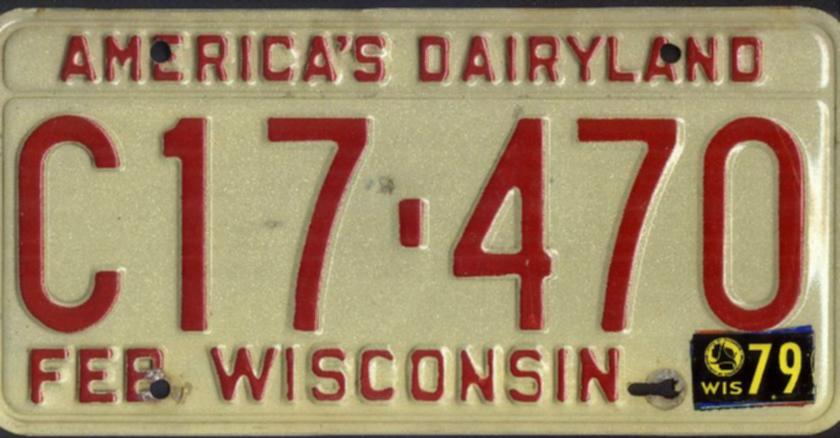 AMERICA'S DAIRYLAND
C17·470
FEB WISCONSIN
WIS 79